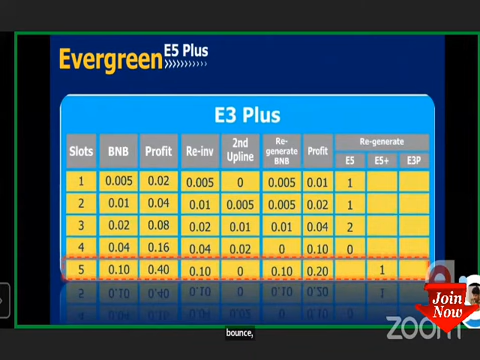 Evergreen E5 Plus
E3 Plus
Slots BNB Profit Re-inv 2nd Upline Re-generate BNB Profit Re-generate
E5 E5+ E3P
1 0.005 0.02 0.005 0 0.005 0.01 1
2 0.01 0.04 0.01 0.005 0.005 0.02 1
3 0.02 0.08 0.02 0.01 0.01 0.04 2
4 0.04 0.16 0.04 0.02 0 0.10 0
5 0.10 0.40 0.10 0 0.10 0.20 1
Join
Now
ZOOM
bounce,